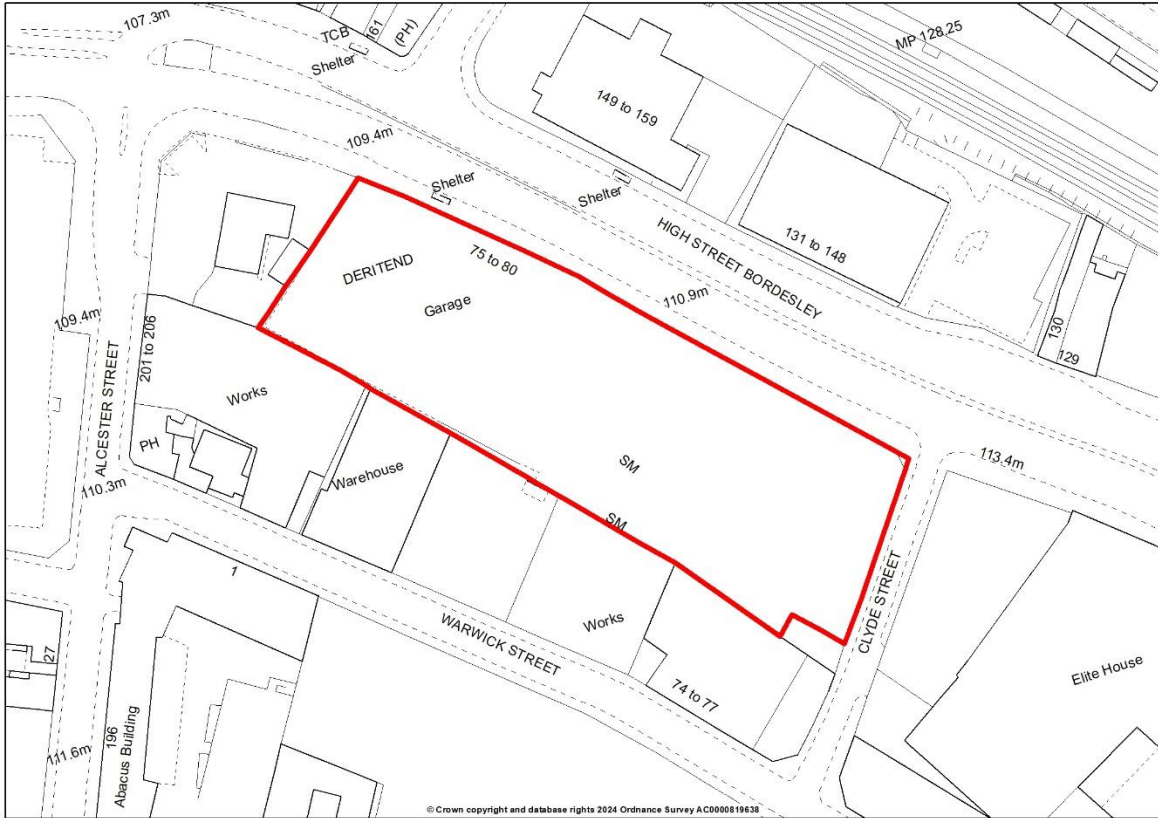 107.3m
TCB
161
(PH)
Shelter
MP 128.25
149 to 159
109.4m
Shelter
Shelter
HIGH STREET BORDESLEY
131 to 148
DERITEND
75 to 80
Garage
110.9m
130
129
109.4m
201 to 206
ALCESTER STREET
Works
PH
Warehouse
SM
SM
113.4m
110.3m
1
WARWICK STREET
Works
CLYDE STREET
Elite House
27
74 to 77
196
Abacus Building
111.6m
© Crown copyright and database rights 2024 Ordnance Survey AC0000819638